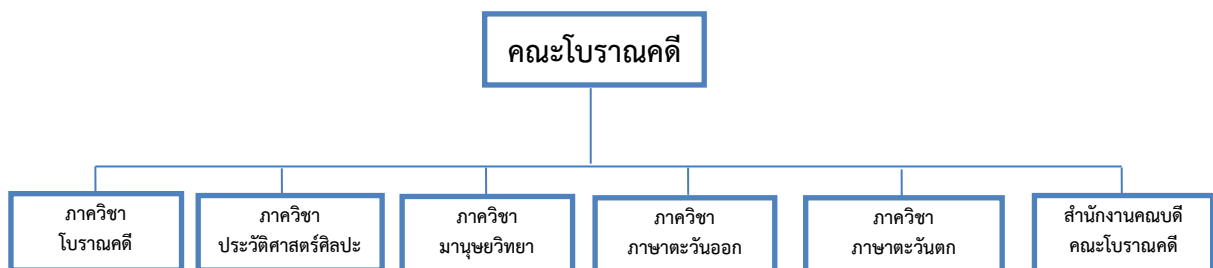 คณะโบราณคดี
ภาควิชา
โบราณคดี
ภาควิชา
ประวัติศาสตร์ศิลปะ
ภาควิชา
มานุษยวิทยา
ภาควิชา
ภาษาตะวันออก
ภาควิชา
ภาษาตะวันตก
สำนักงานคณบดี
คณะโบราณคดี